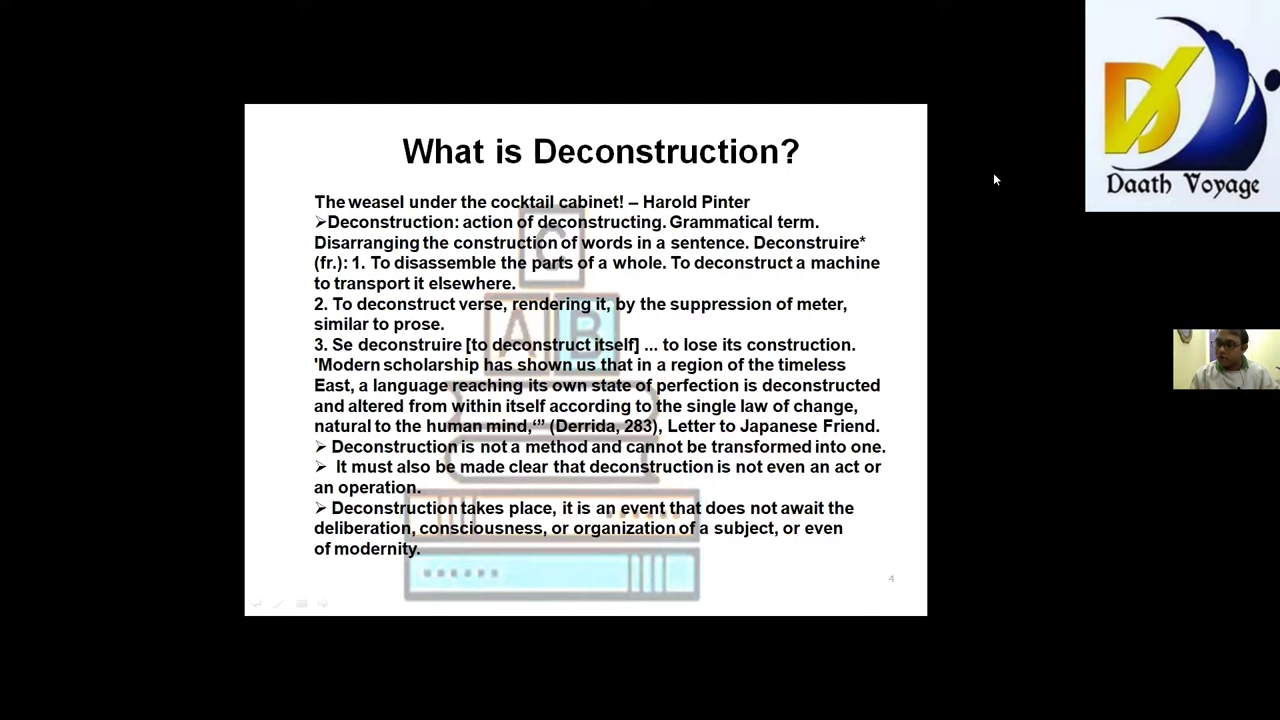 What is Deconstruction?
The weasel under the cocktail cabinet! – Harold Pinter
➢Deconstruction: action of deconstructing. Grammatical term.
Disarranging the construction of words in a sentence. Deconstruire*
(fr.): 1. To disassemble the parts of a whole. To deconstruct a machine
to transport it elsewhere.
2. To deconstruct verse, rendering it, by the suppression of meter,
similar to prose.
3. Se deconstruire [to deconstruct itself] ... to lose its construction.
'Modern scholarship has shown us that in a region of the timeless
East, a language reaching its own state of perfection is deconstructed
and altered from within itself according to the single law of change,
natural to the human mind,‘” (Derrida, 283), Letter to Japanese Friend.
➢ Deconstruction is not a method and cannot be transformed into one.
➢ It must also be made clear that deconstruction is not even an act or
an operation.
➢ Deconstruction takes place, it is an event that does not await the
deliberation, consciousness, or organization of a subject, or even
of modernity.
4
C
A B
D
Daath Voyage